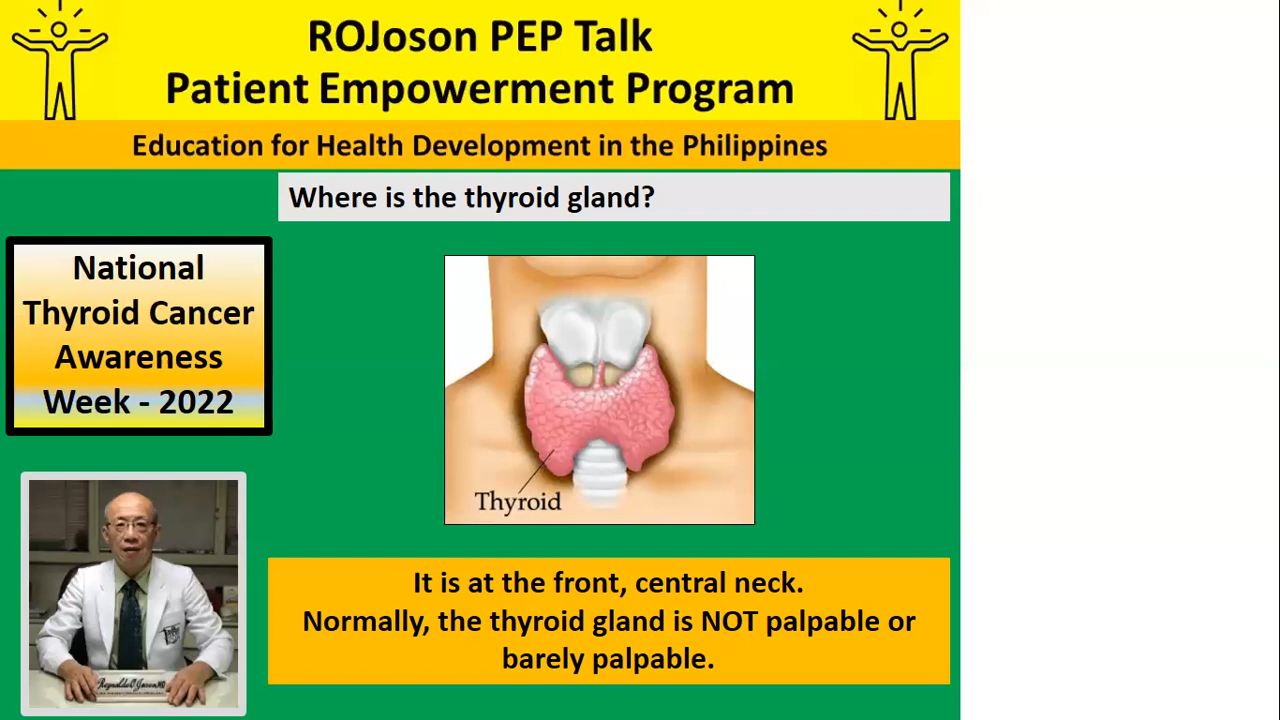 ROJoson PEP Talk
Patient Empowerment Program
Education for Health Development in the Philippines
Where is the thyroid gland?
National
Thyroid Cancer
Awareness
Week - 2022
Thyroid
It is at the front, central neck.
Normally, the thyroid gland is NOT palpable or
barely palpable.